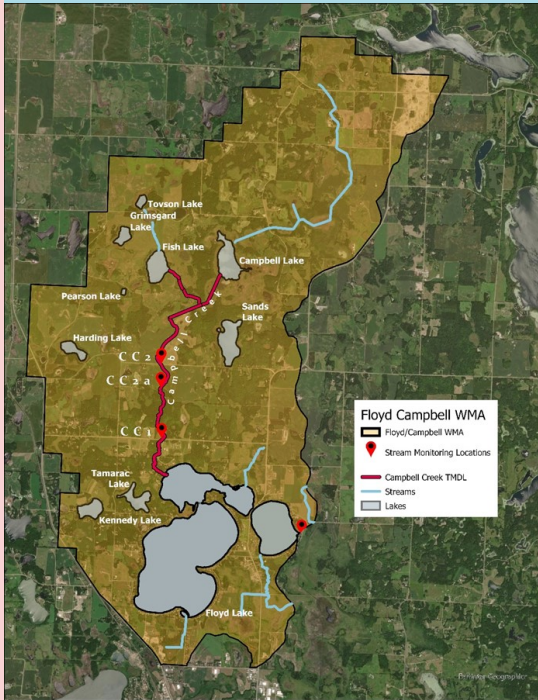 Tovson Lake
Grimsgard
Lake
Fish Lake
Campbell Lake
Pearson Lake
Sands
Lake
Harding Lake
Campbell Creek
CC2
CC2a
CC1
Floyd Campbell WMA
Floyd/Campbell WMA
Stream Monitoring Locations
Campbell Creek TMDL
Streams
Lakes
Tamarac
Lake
Kennedy Lake
Floyd Lake